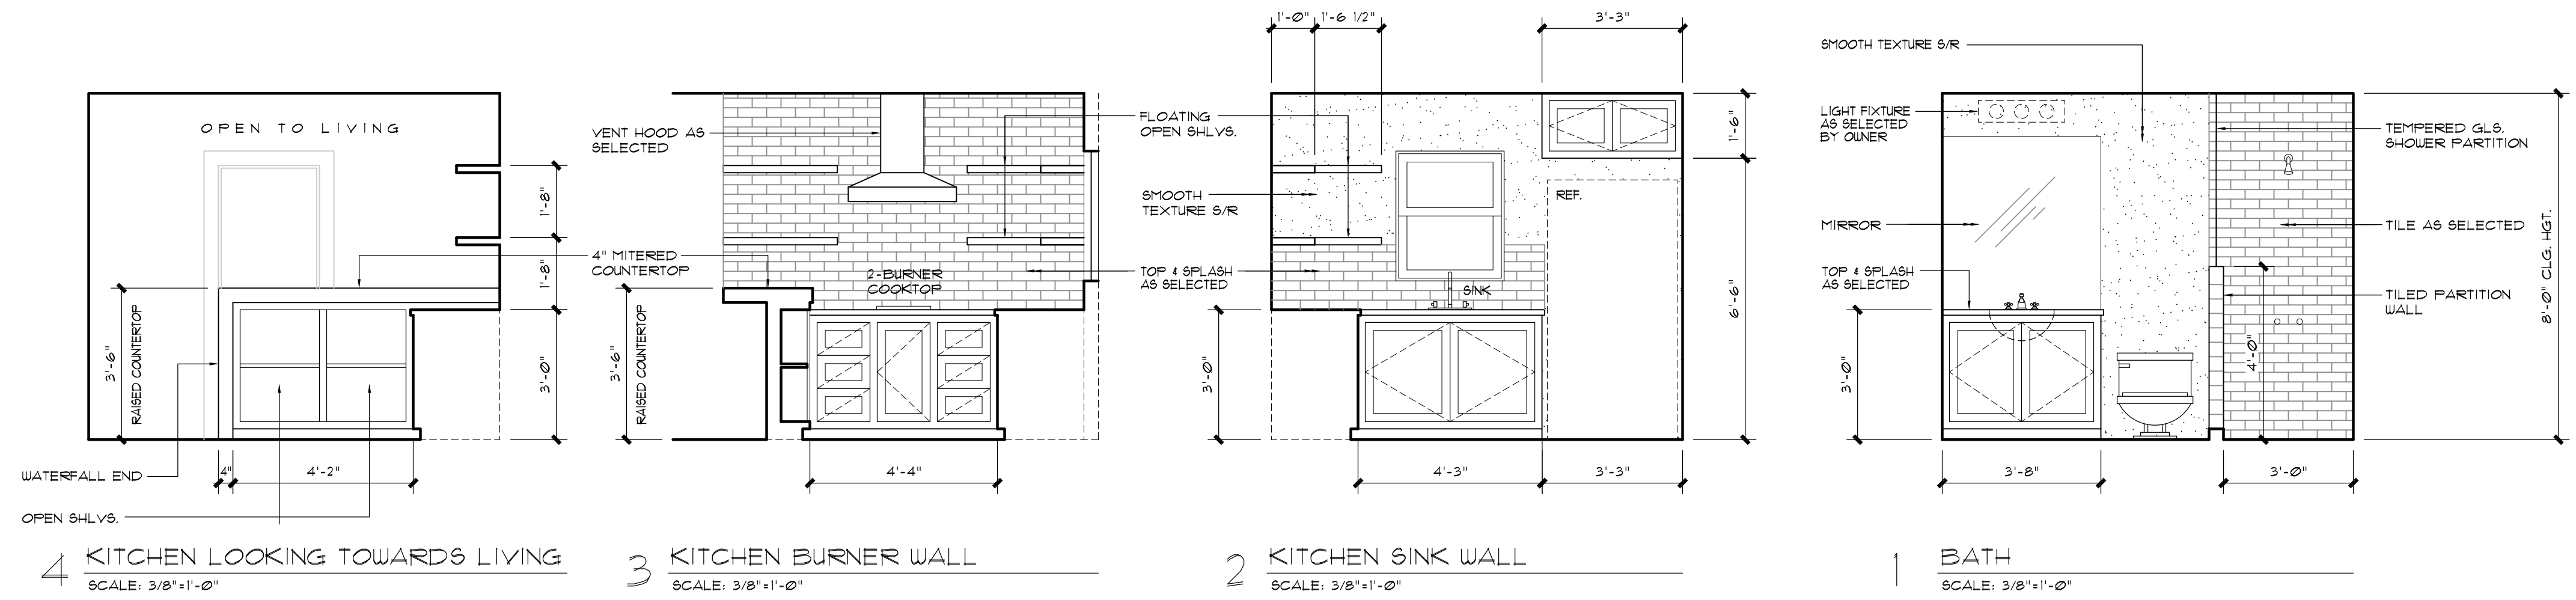 OPEN TO LIVING
1'-8"
1'-8"
3'-0"
3'-6"
RAISED COUNTERTOP
WATERFALL END
4"
4'-2"
OPEN SHLVS.
4
KITCHEN LOOKING TOWARDS LIVING
SCALE: 3/8"=1'-0"
VENT HOOD AS
SELECTED
4" MITERED
COUNTERTOP
2-BURNER
COOKTOP
3'-6"
RAISED COUNTERTOP
4'-4"
3
KITCHEN BURNER WALL
SCALE: 3/8"=1'-0"
FLOATING
OPEN SHLVS.
SMOOTH
TEXTURE S/R
TOP & SPLASH
AS SELECTED
1'-0"
1'-6 1/2"
3'-3"
1'-6"
REF.
SINK
6'-6"
3'-0"
4'-3"
3'-3"
2
KITCHEN SINK WALL
SCALE: 3/8"=1'-0"
SMOOTH TEXTURE S/R
LIGHT FIXTURE
AS SELECTED
BY OWNER
MIRROR
TOP & SPLASH
AS SELECTED
3'-0"
TEMPERED GLS.
SHOWER PARTITION
TILE AS SELECTED
TILED PARTITION
WALL
4'-0"
8'-0" CLG. HGT.
3'-8"
3'-0"
1
BATH
SCALE: 3/8"=1'-0"